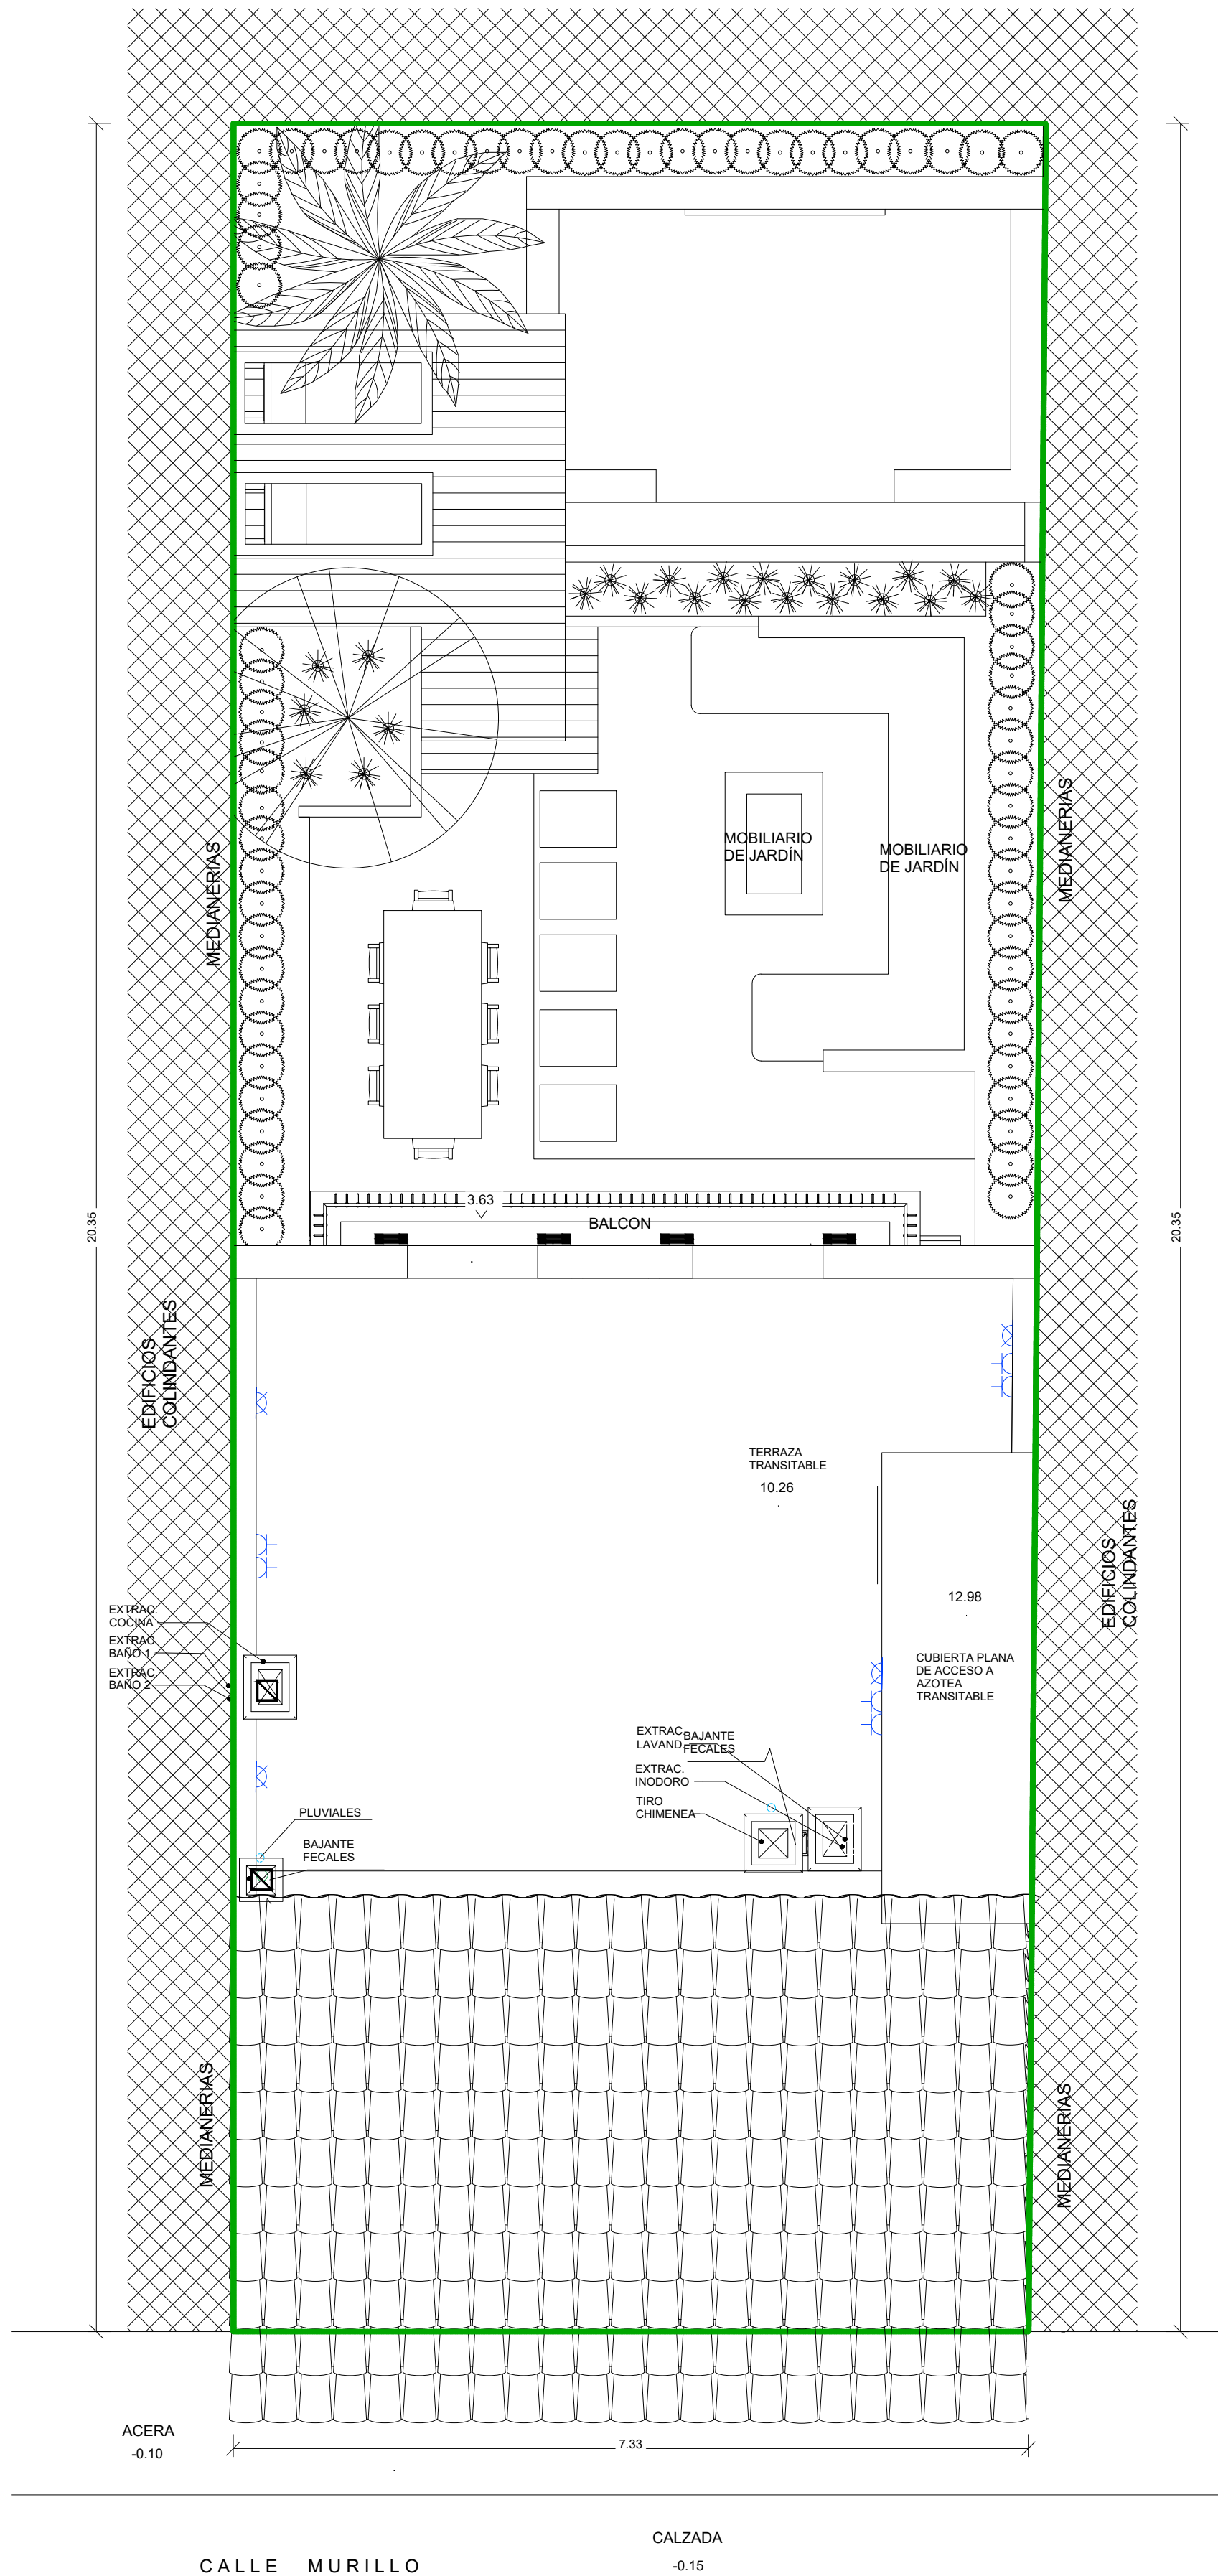 MOBILIARIO
DE JARDÍN
MOBILIARIO
DE JARDÍN
MEDIANERIAS
MEDIANERIAS
3.63
BALCON
20.35
20.35
EDIFICIOS
COLINDANTES
TERRAZA
TRANSITABLE
10.26
EDIFICIOS
COLINDANTES
12.98
EXTRAC.
COCINA
EXTRAC.
BAÑO 1
EXTRAC.
BAÑO 2
CUBIERTA PLANA
DE ACCESO A
AZOTEA
TRANSITABLE
EXTRAC.
LAVAND.
BAJANTE
FECALES
EXTRAC.
INODORO
TIRO
CHIMENEA
PLUVIALES
BAJANTE
FECALES
MEDIANERIAS
MEDIANERIAS
ACERA
-0.10
7.33
CALZADA
-0.15
CALLE MURILLO